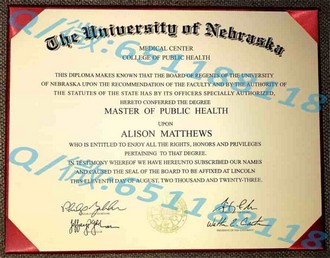 The University of Nebraska
MEDICAL CENTER
COLLEGE OF PUBLIC HEALTH
THIS DIPLOMA MAKES KNOWN THAT THE BOARD OF REGENTS OF THE UNIVERSITY
OF NEBRASKA UPON THE RECOMMENDATION OF THE FACULTY AND BY THE AUTHORITY OF
THE STATUTES OF THE STATE HAS BY ITS OFFICERS SPECIALLY AUTHORIZED,
HERETO CONFERRED THE DEGREE
MASTER OF PUBLIC HEALTH
UPON
ALISON MATTHEWS
WHO IS ENTITLED TO ENJOY ALL THE RIGHTS, HONORS AND PRIVILEGES
PERTAINING TO THAT DEGREE.
IN TESTIMONY WHEREOF WE HAVE HEREUNTO SUBSCRIBED OUR NAMES
AND CAUSED THE SEAL OF THE BOARD TO BE AFFIXED AT LINCOLN
THIS ELEVENTH DAY OF AUGUST, TWO THOUSAND AND TWENTY-THREE.
Q/微:651188118
Q/微:651188118